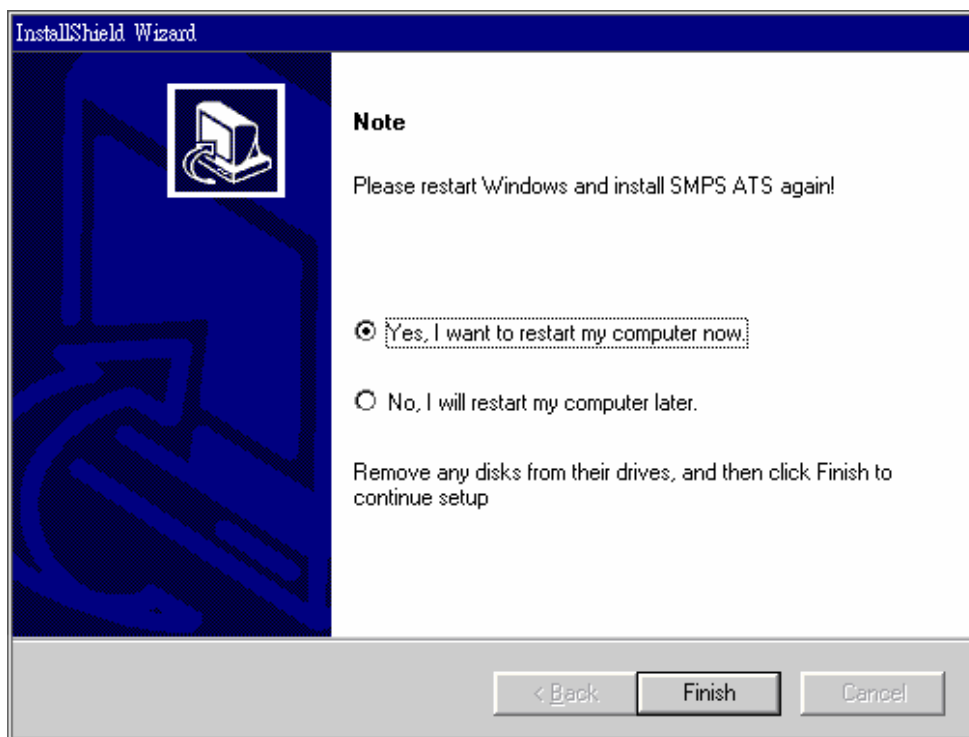 InstallShield Wizard
Note
Please restart Windows and install SMPS ATS again!
Yes, I want to restart my computer now.
No, I will restart my computer later.
Remove any disks from their drives, and then click Finish to
continue setup
< Back
Finish
Cancel